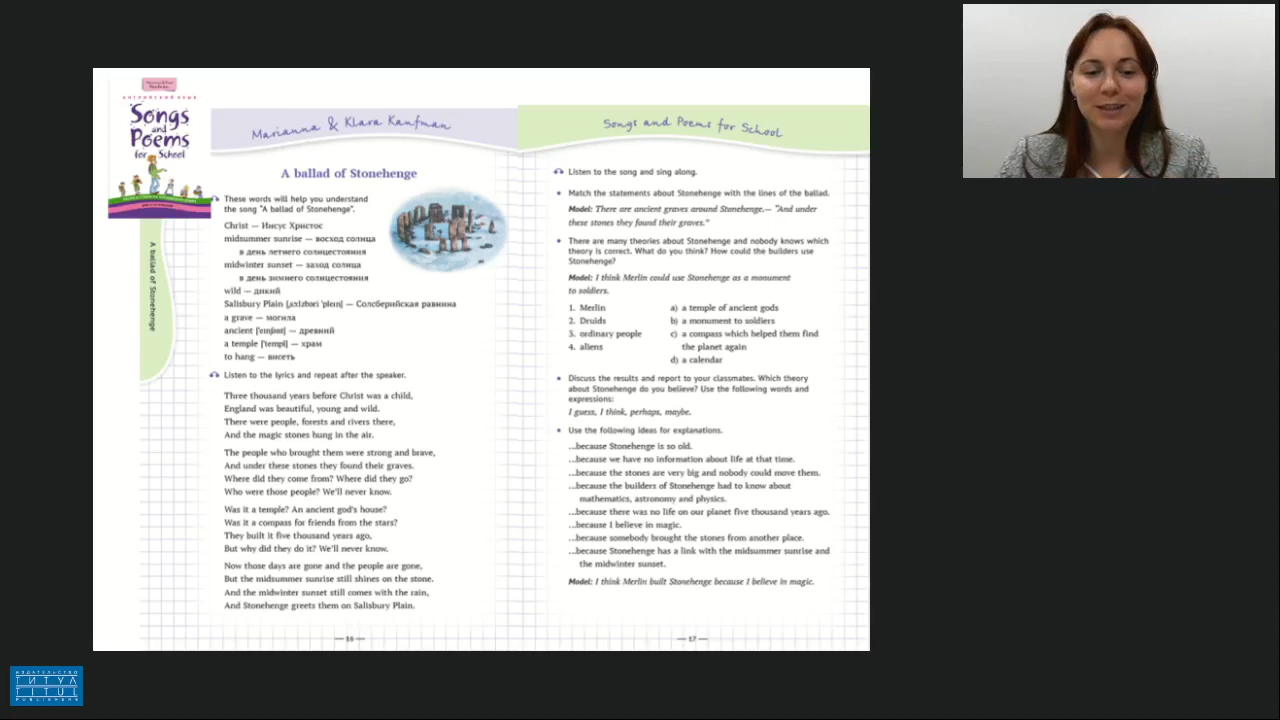 Marianna & Klara Kaufman
АНГЛИЙСКИЙ ЯЗЫК
Songs
and
Poems
for School
A ballad of Stonehenge
A ballad of Stonehenge
These words will help you understand
the song "A ballad of Stonehenge".
Christ — Иисус Христос
midsummer sunrise — восход солнца
в день летнего солнцестояния
midwinter sunset — заход солнца
в день зимнего солнцестояния
wild — дикий
Salisbury Plain [ˌsɔːlzbəri ˈpleɪn] — Солсберийская равнина
a grave — могила
ancient [ˈeɪnʃənt] — древний
a temple [ˈtempl] — храм
to hang — висеть
Listen to the lyrics and repeat after the speaker.
Three thousand years before Christ was a child,
England was beautiful, young and wild.
There were people, forests and rivers there,
And the magic stones hung in the air.
The people who brought them were strong and brave,
And under these stones they found their graves.
Where did they come from? Where did they go?
Who were those people? We'll never know.
Was it a temple? An ancient god's house?
Was it a compass for friends from the stars?
They built it five thousand years ago,
But why did they do it? We'll never know.
Now those days are gone and the people are gone,
But the midsummer sunrise still shines on the stone.
And the midwinter sunset still comes with the rain,
And Stonehenge greets them on Salisbury Plain.
— 16 —
Songs and Poems for School
Listen to the song and sing along.
• Match the statements about Stonehenge with the lines of the ballad.
Model: There are ancient graves around Stonehenge.— "And under
these stones they found their graves."
• There are many theories about Stonehenge and nobody knows which
theory is correct. What do you think? How could the builders use
Stonehenge?
Model: I think Merlin could use Stonehenge as a monument
to soldiers.
1. Merlin
2. Druids
3. ordinary people
4. aliens
a) a temple of ancient gods
b) a monument to soldiers
c) a compass which helped them find
the planet again
d) a calendar
• Discuss the results and report to your classmates. Which theory
about Stonehenge do you believe? Use the following words and
expressions:
I guess, I think, perhaps, maybe.
• Use the following ideas for explanations.
...because Stonehenge is so old.
...because we have no information about life at that time.
...because the stones are very big and nobody could move them.
...because the builders of Stonehenge had to know about
mathematics, astronomy and physics.
...because there was no life on our planet five thousand years ago.
...because I believe in magic.
...because somebody brought the stones from another place.
...because Stonehenge has a link with the midsummer sunrise and
the midwinter sunset.
Model: I think Merlin built Stonehenge because I believe in magic.
— 17 —
ИЗДАТЕЛЬСТВО
ТИТУЛ
TITUL
PUBLISHERS